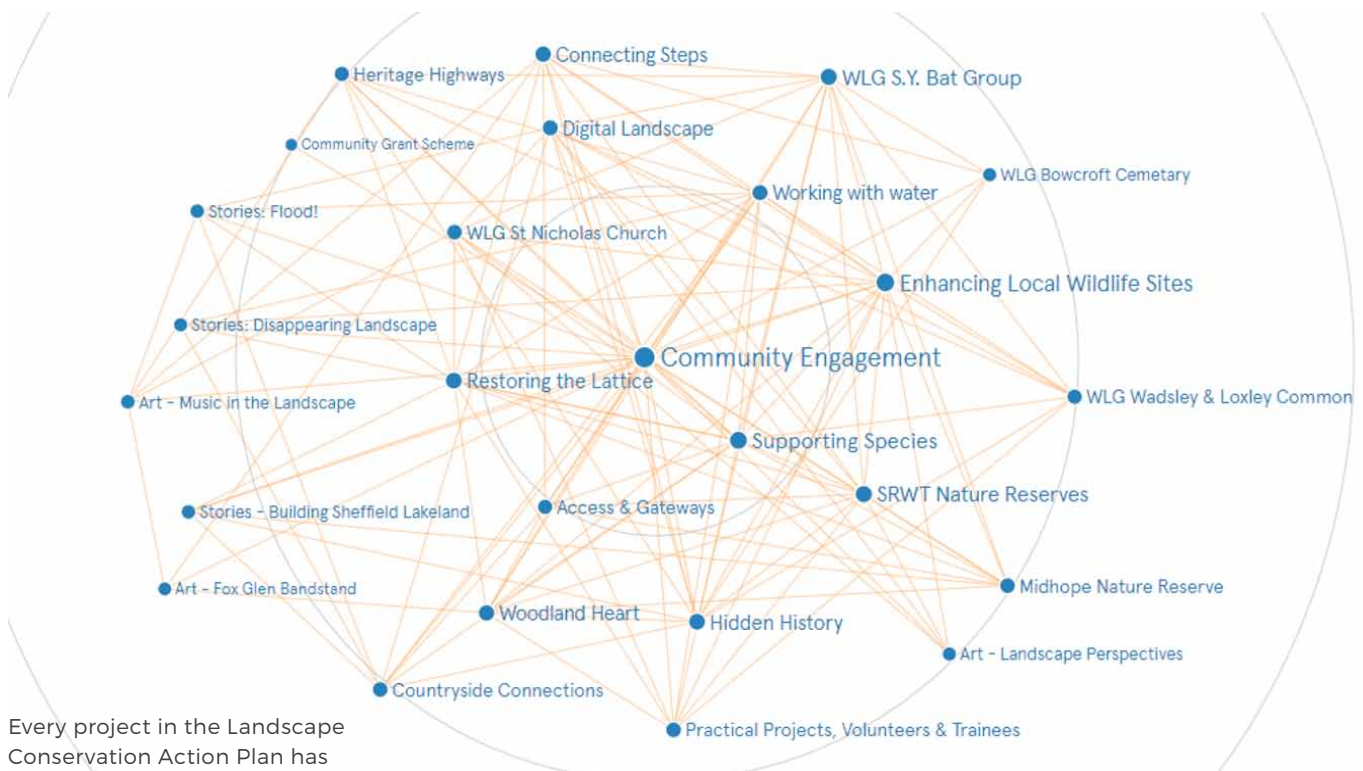 Connecting Steps
Heritage Highways
WLG S.Y. Bat Group
Digital Landscape
Community Grant Scheme
WLG Bowcroft Cemetary
Working with water
Stories: Flood!
WLG St Nicholas Church
Enhancing Local Wildlife Sites
Stories: Disappearing Landscape
Community Engagement
Restoring the Lattice
WLG Wadsley & Loxley Common
Art - Music in the Landscape
Supporting Species
SRWT Nature Reserves
Access & Gateways
Stories - Building Sheffield Lakeland
Midhope Nature Reserve
Art - Fox Glen Bandstand
Woodland Heart
Hidden History
Art - Landscape Perspectives
Countryside Connections
Practical Projects, Volunteers & Trainees
Every project in the Landscape
Conservation Action Plan has